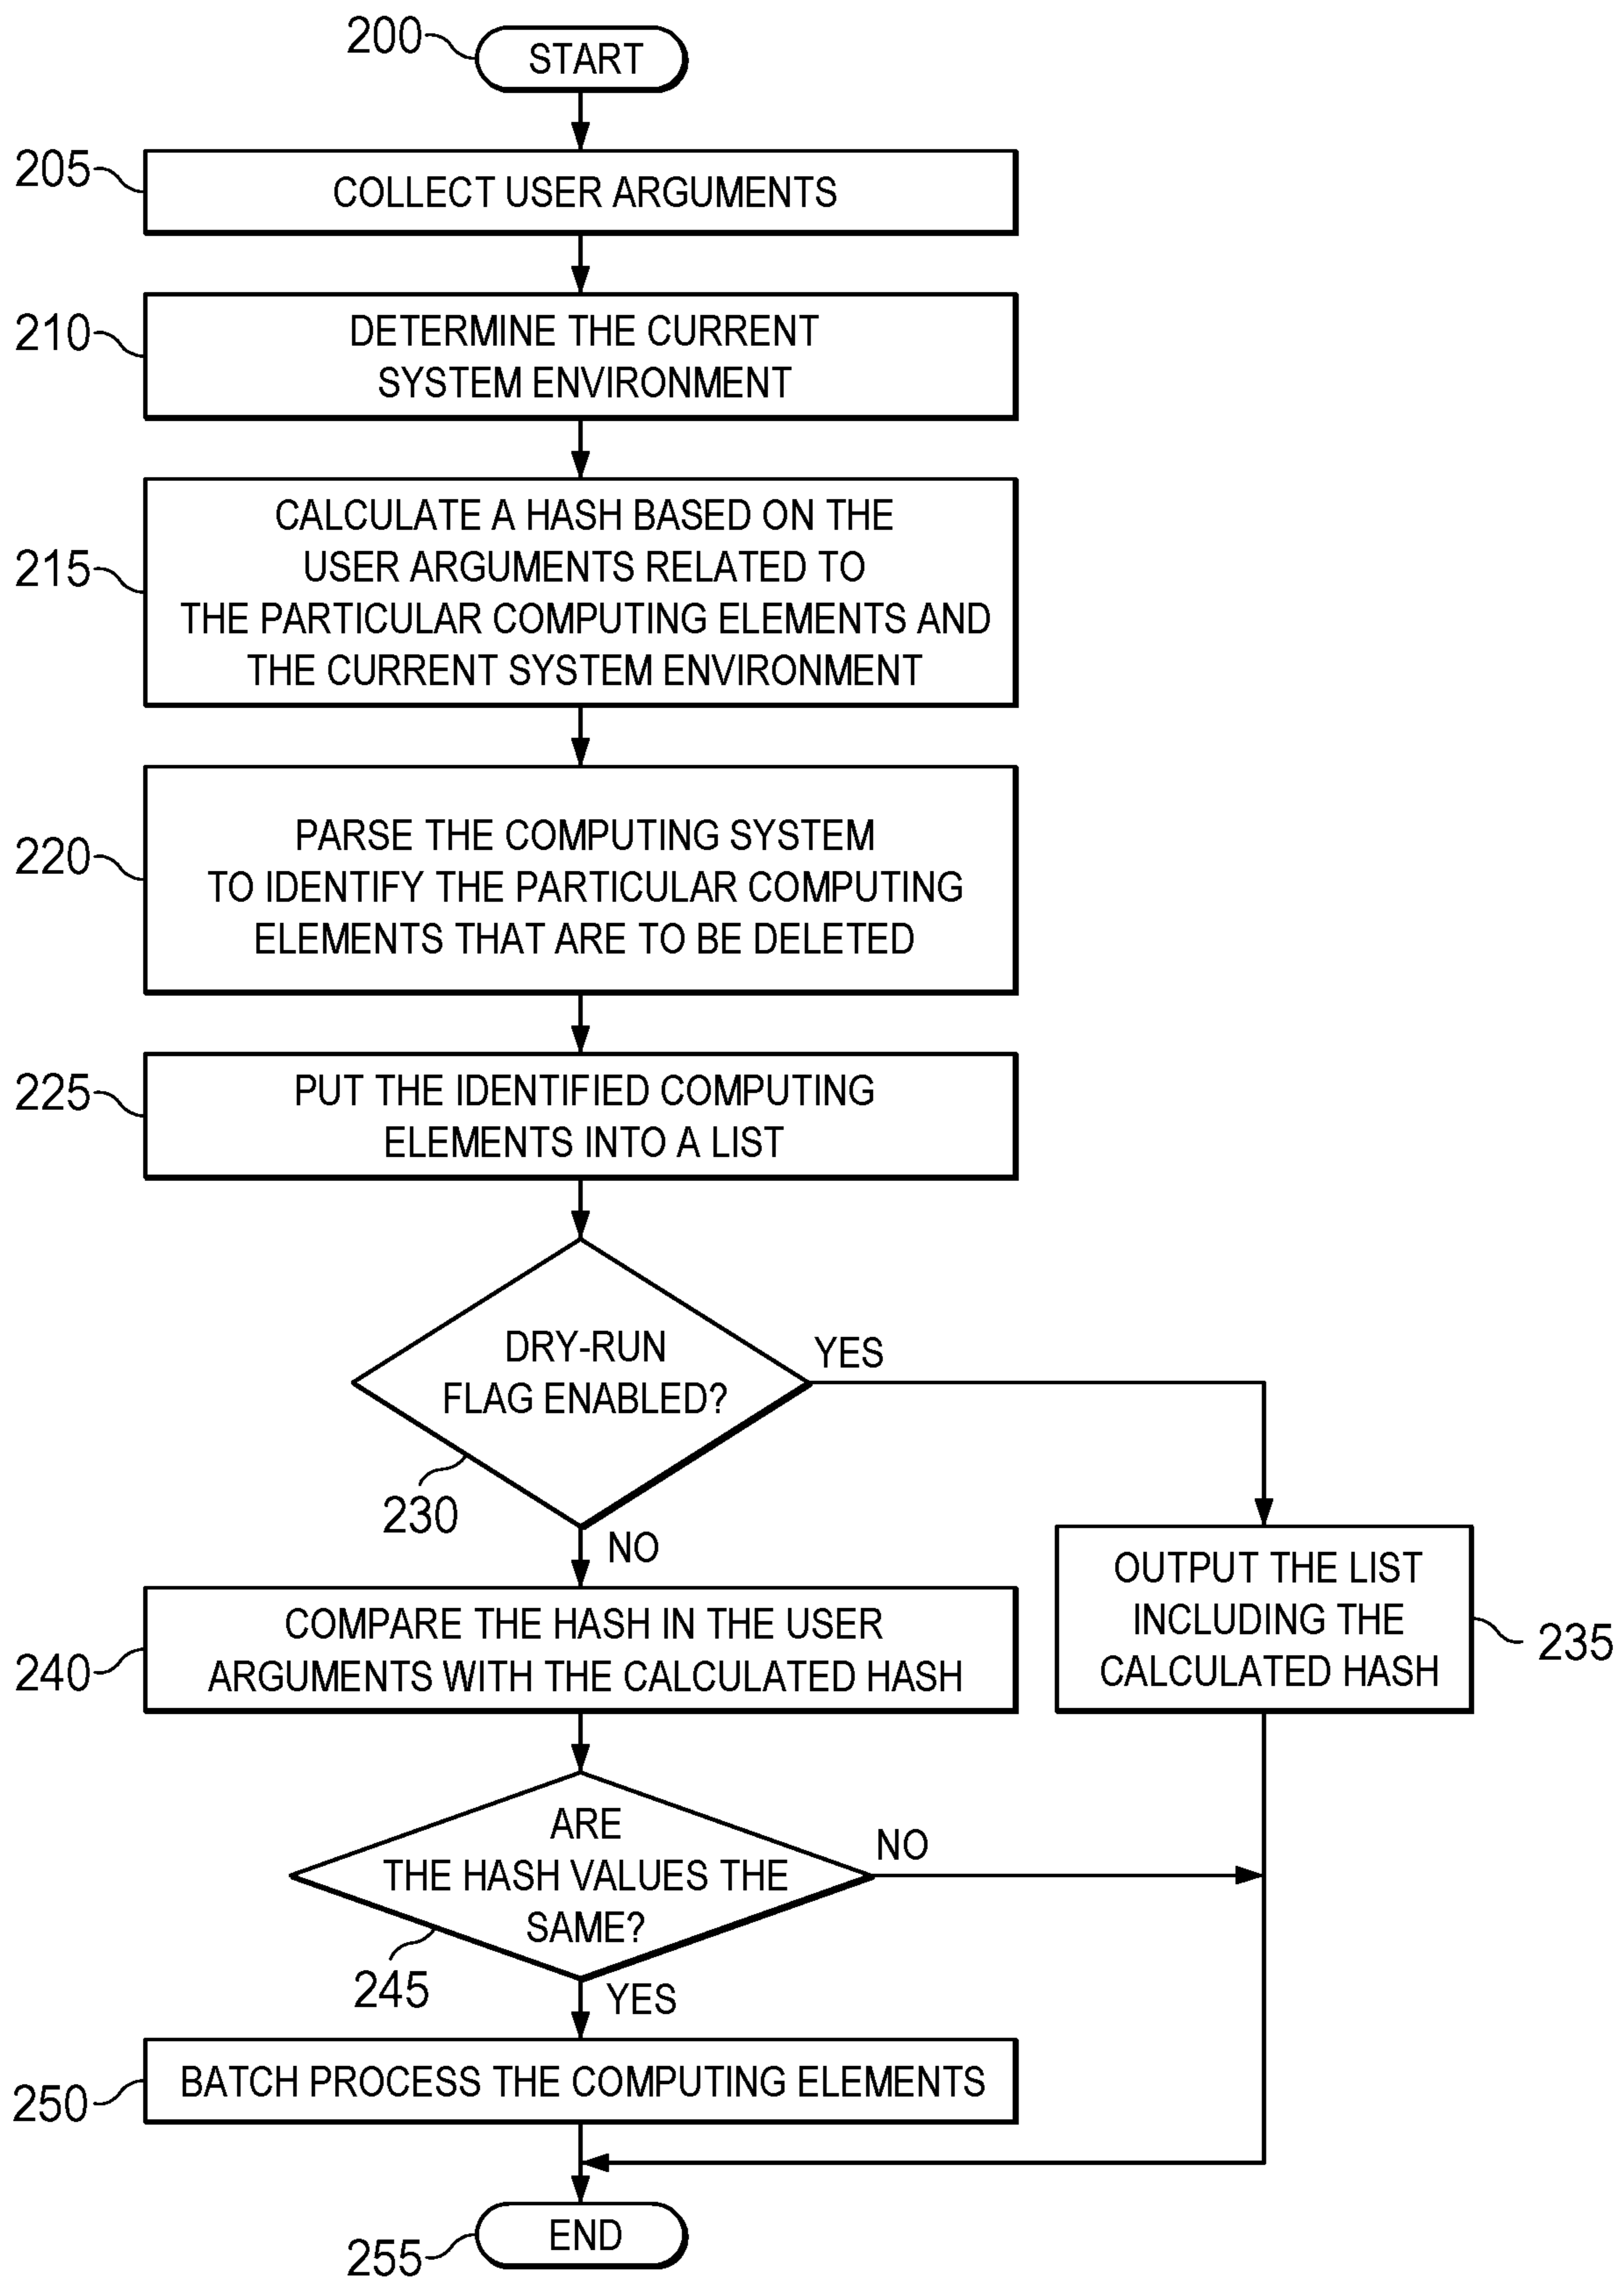 200
START
205
COLLECT USER ARGUMENTS
210
DETERMINE THE CURRENT
SYSTEM ENVIRONMENT
215
CALCULATE A HASH BASED ON THE
USER ARGUMENTS RELATED TO
THE PARTICULAR COMPUTING ELEMENTS AND
THE CURRENT SYSTEM ENVIRONMENT
220
PARSE THE COMPUTING SYSTEM
TO IDENTIFY THE PARTICULAR COMPUTING
ELEMENTS THAT ARE TO BE DELETED
225
PUT THE IDENTIFIED COMPUTING
ELEMENTS INTO A LIST
DRY-RUN
FLAG ENABLED?
YES
230
NO
OUTPUT THE LIST
INCLUDING THE
CALCULATED HASH
235
240
COMPARE THE HASH IN THE USER
ARGUMENTS WITH THE CALCULATED HASH
ARE
THE HASH VALUES THE
SAME?
NO
245
YES
250
BATCH PROCESS THE COMPUTING ELEMENTS
255
END